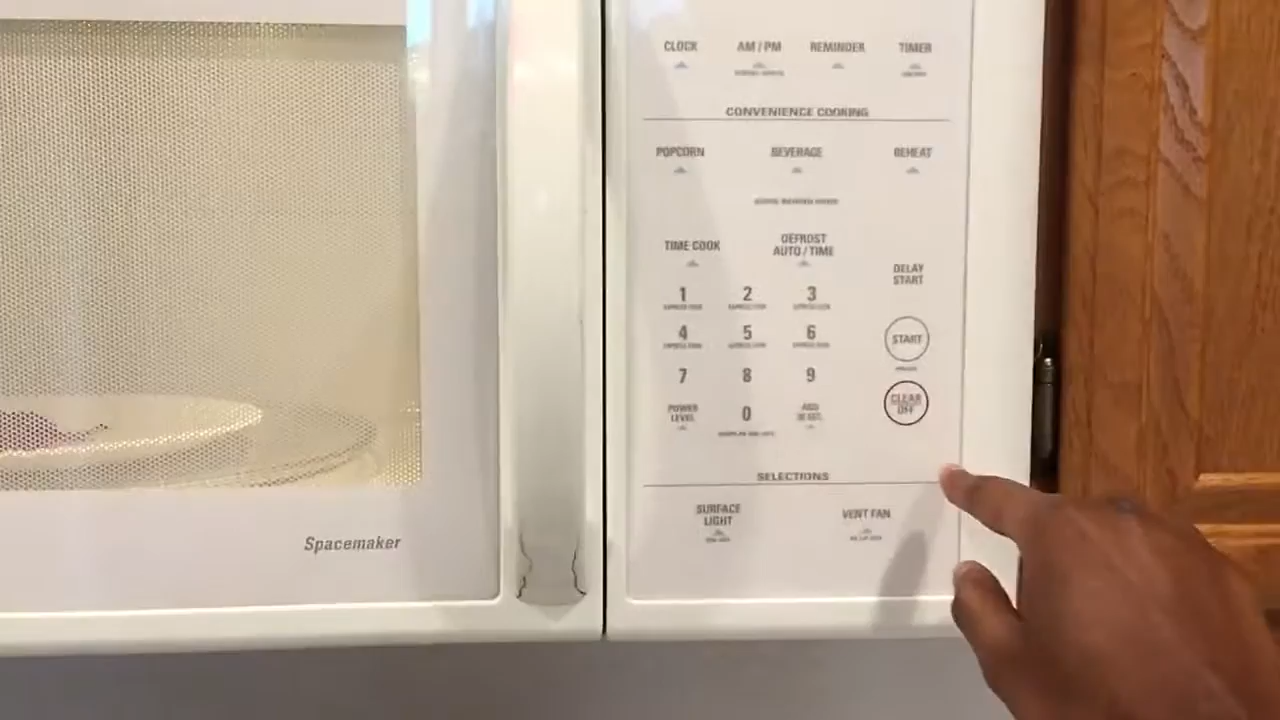 CLOCK AM / PM REMINDER TIMER
CONVENIENCE COOKING
POPCORN BEVERAGE REHEAT
TIME COOK DEFROST
AUTO / TIME
DELAY
START
1 2 3
4 5 6
START
7 8 9
CLEAR
OFF
POWER
LEVEL
0
ADD
30 SEC.
SELECTIONS
SURFACE
LIGHT
VENT FAN
Spacemaker